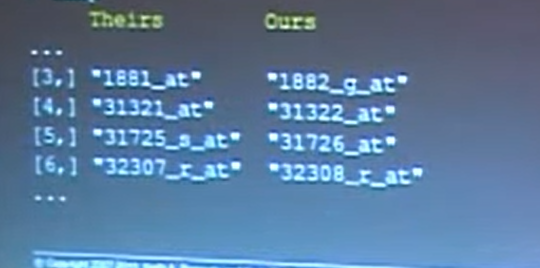 Theirs Ours
...
[3,] "1881_at" "1882_g_at"
[4,] "31321_at" "31322_at"
[5,] "31725_s_at" "31726_at"
[6,] "32307_r_at" "32308_r_at"
...